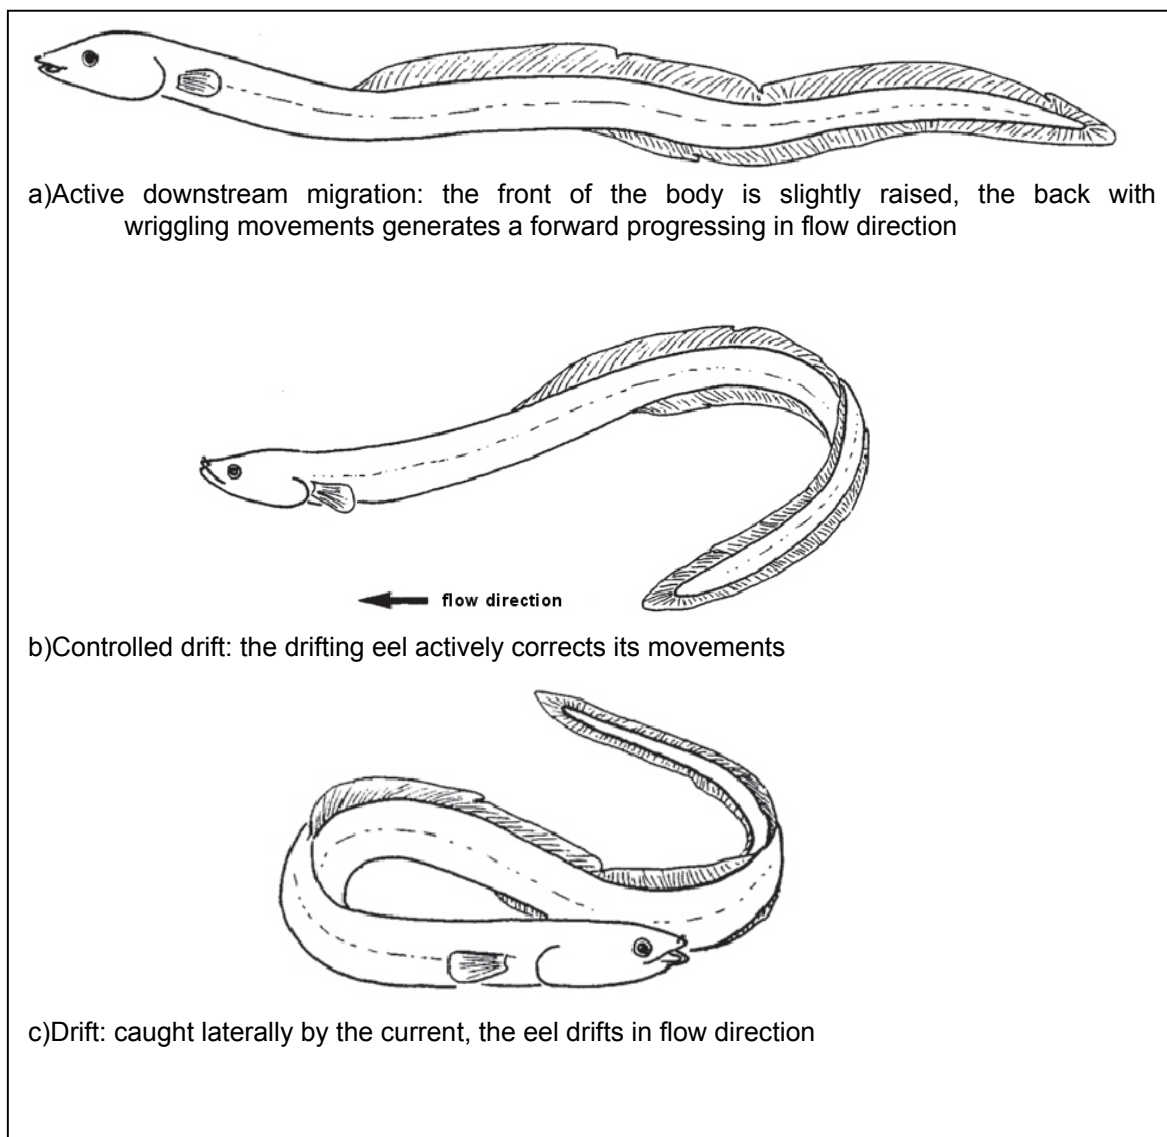 a)Active downstream migration: the front of the body is slightly raised, the back with
wriggling movements generates a forward progressing in flow direction
flow direction
b)Controlled drift: the drifting eel actively corrects its movements
c)Drift: caught laterally by the current, the eel drifts in flow direction